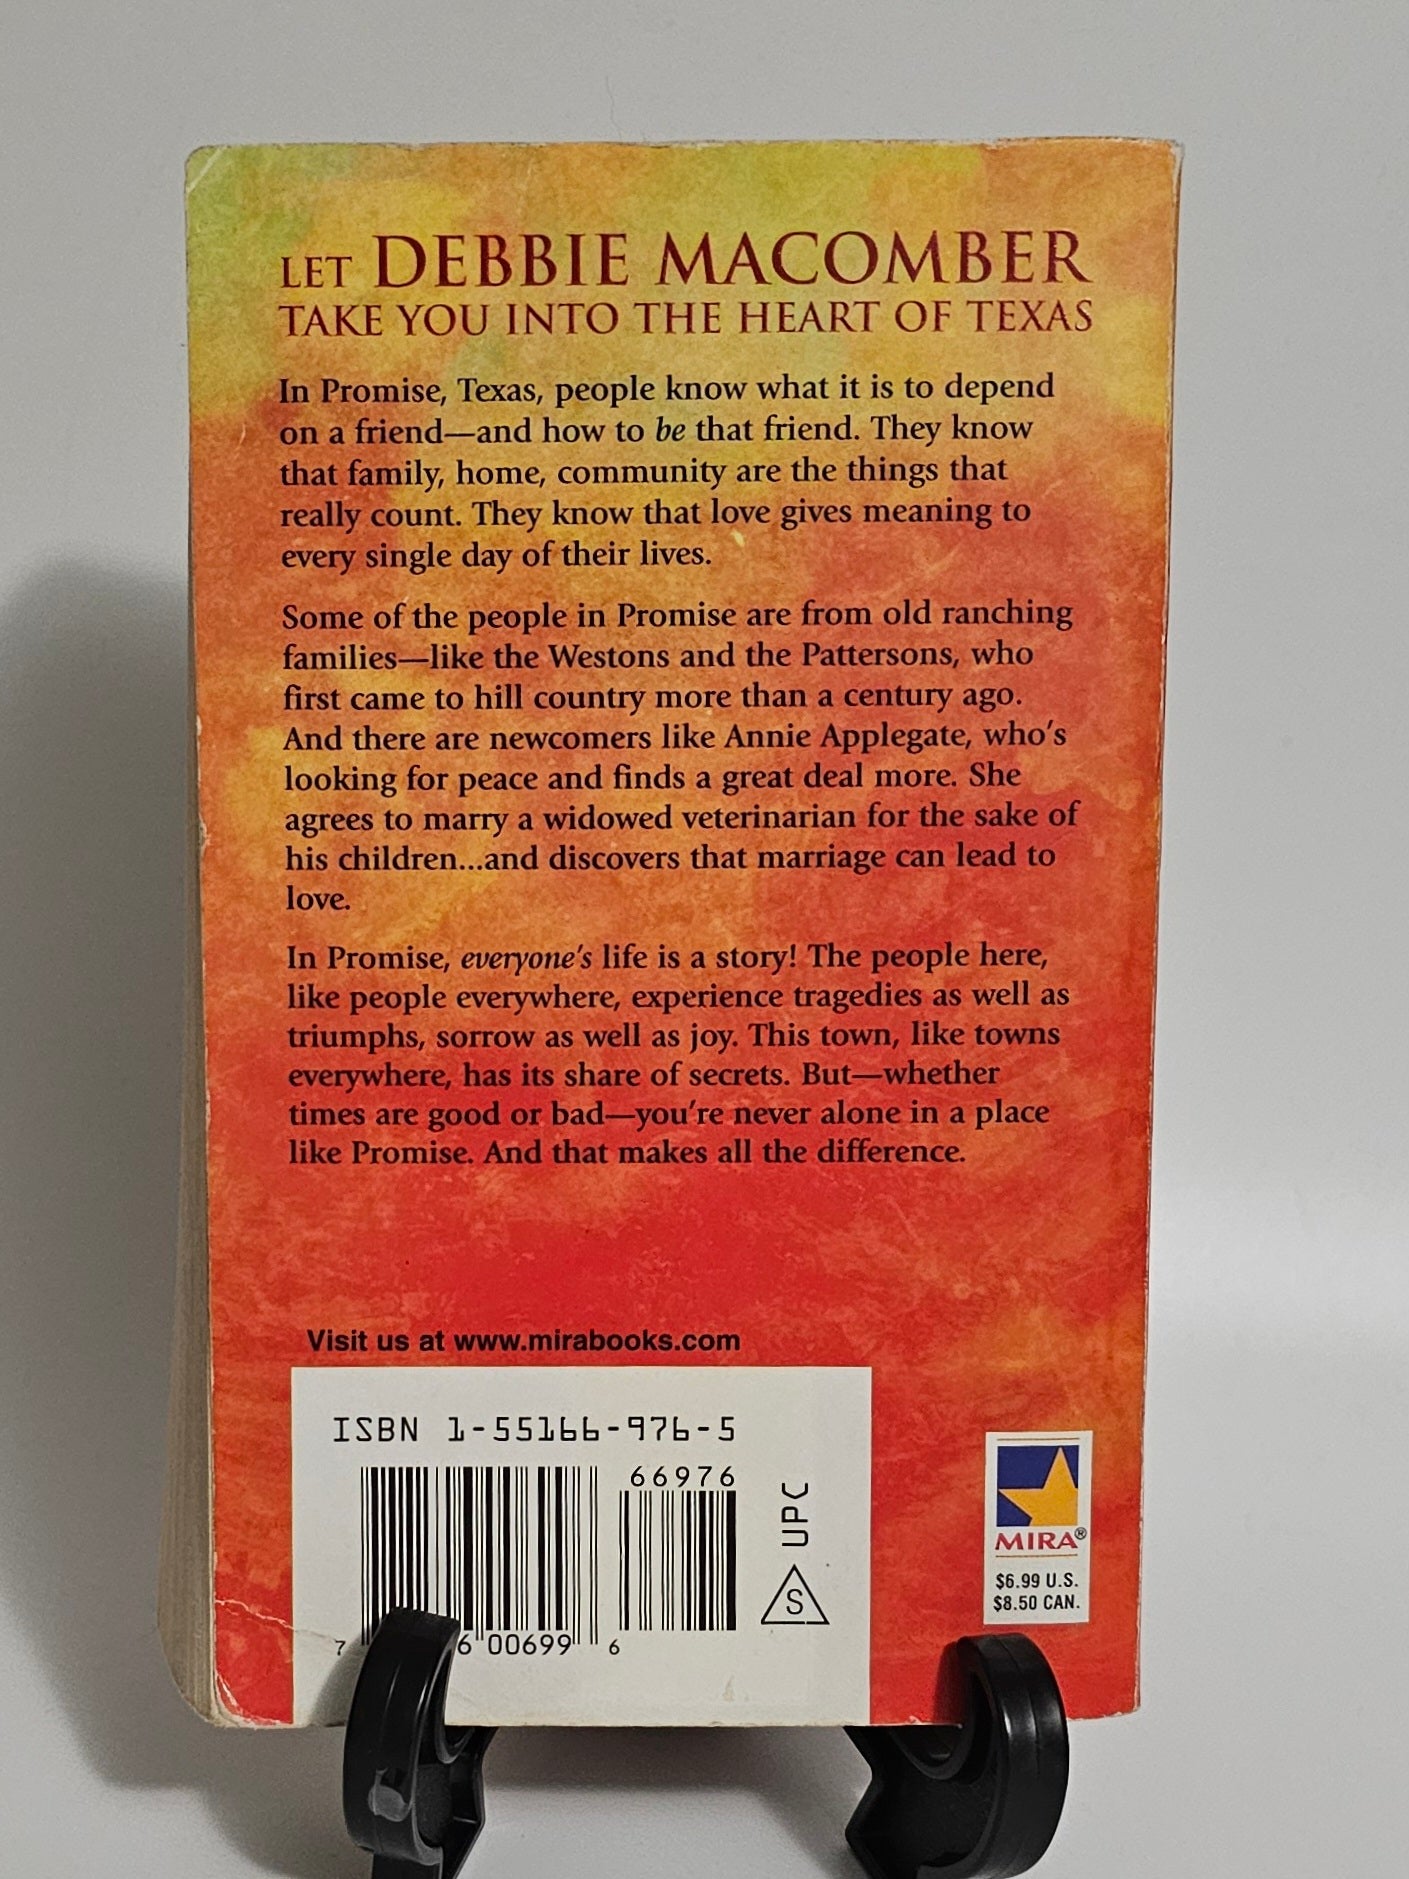 LET DEBBIE MACOMBER
TAKE YOU INTO THE HEART OF TEXAS
In Promise, Texas, people know what it is to depend
on a friend—and how to be that friend. They know
that family, home, community are the things that
really count. They know that love gives meaning to
every single day of their lives.
Some of the people in Promise are from old ranching
families—like the Westons and the Pattersons, who
first came to hill country more than a century ago.
And there are newcomers like Annie Applegate, who's
looking for peace and finds a great deal more. She
agrees to marry a widowed veterinarian for the sake of
his children...and discovers that marriage can lead to
love.
In Promise, everyone's life is a story! The people here,
like people everywhere, experience tragedies as well as
triumphs, sorrow as well as joy. This town, like towns
everywhere, has its share of secrets. But—whether
times are good or bad—you're never alone in a place
like Promise. And that makes all the difference.
Visit us at www.mirabooks.com
ISBN 1-55166-976-5
66976
UPC
S
7 6 00699 6
MIRA®
$6.99 U.S.
$8.50 CAN.